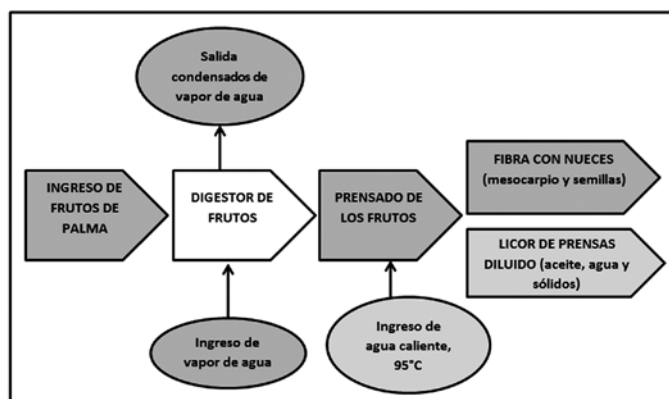 Salida
condensados de
vapor de agua
INGRESO DE
FRUTOS DE
PALMA
DIGESTOR DE
FRUTOS
PRENSADO DE
LOS FRUTOS
FIBRA CON NUECES
(mesocarpio y semillas)
LICOR DE PRENSAS
DILUIDO (aceite, agua y
sólidos)
Ingreso de
vapor de agua
Ingreso de
agua caliente,
95°C